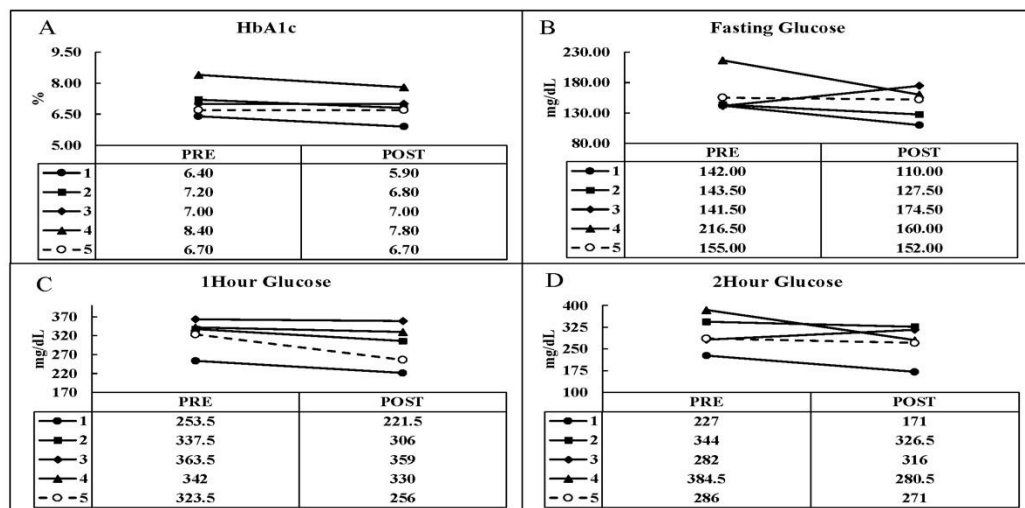 A
HbA1c
9.50
8.00
6.50
5.00
%
PRE POST
1 6.40 5.90
2 7.20 6.80
3 7.00 7.00
4 8.40 7.80
5 6.70 6.70
B
Fasting Glucose
230.00
180.00
130.00
80.00
mg/dL
PRE POST
1 142.00 110.00
2 143.50 127.50
3 141.50 174.50
4 216.50 160.00
5 155.00 152.00
C
1Hour Glucose
370
320
270
220
170
mg/dL
PRE POST
1 253.5 221.5
2 337.5 306
3 363.5 359
4 342 330
5 323.5 256
D
2Hour Glucose
400
325
250
175
100
mg/dL
PRE POST
1 227 171
2 344 326.5
3 282 316
4 384.5 280.5
5 286 271